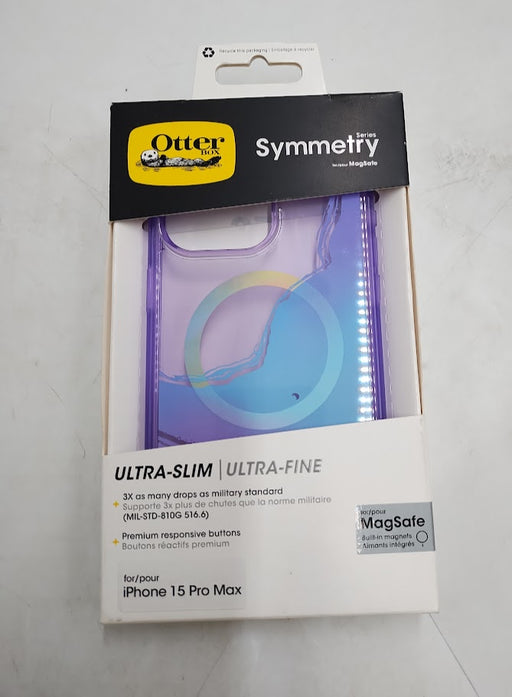 Recycle this packaging | Emballage à recycler
Otter
BOX
Symmetry
Series
for/pour MagSafe
ULTRA-SLIM | ULTRA-FINE
+ 3X as many drops as military standard
Supporte 3x plus de chutes que la norme militaire
(MIL-STD-810G 516.6)
+ Premium responsive buttons
Boutons réactifs premium
for/pour
MagSafe
Built-in magnets
Aimants intégrés
for/pour
iPhone 15 Pro Max